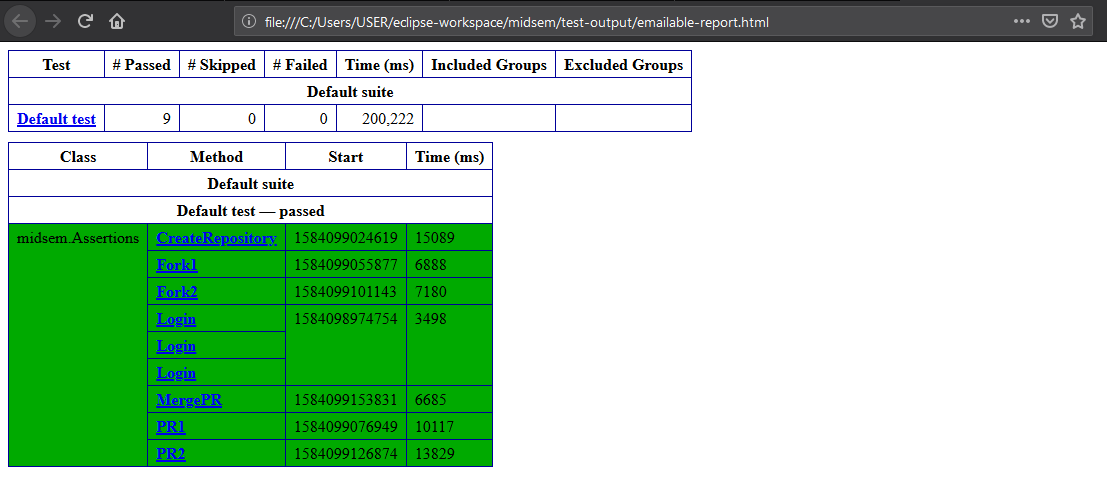 file:///C:/Users/USER/eclipse-workspace/midsem/test-output/emailable-report.html
Test # Passed # Skipped # Failed Time (ms) Included Groups Excluded Groups
Default suite
Default test 9 0 0 200,222
Class Method Start Time (ms)
Default suite
Default test — passed
midsem.Assertions CreateRepository 1584099024619 15089
Fork1 1584099055877 6888
Fork2 1584099101143 7180
Login 1584098974754 3498
Login
Login
MergePR 1584099153831 6685
PR1 1584099076949 10117
PR2 1584099126874 13829